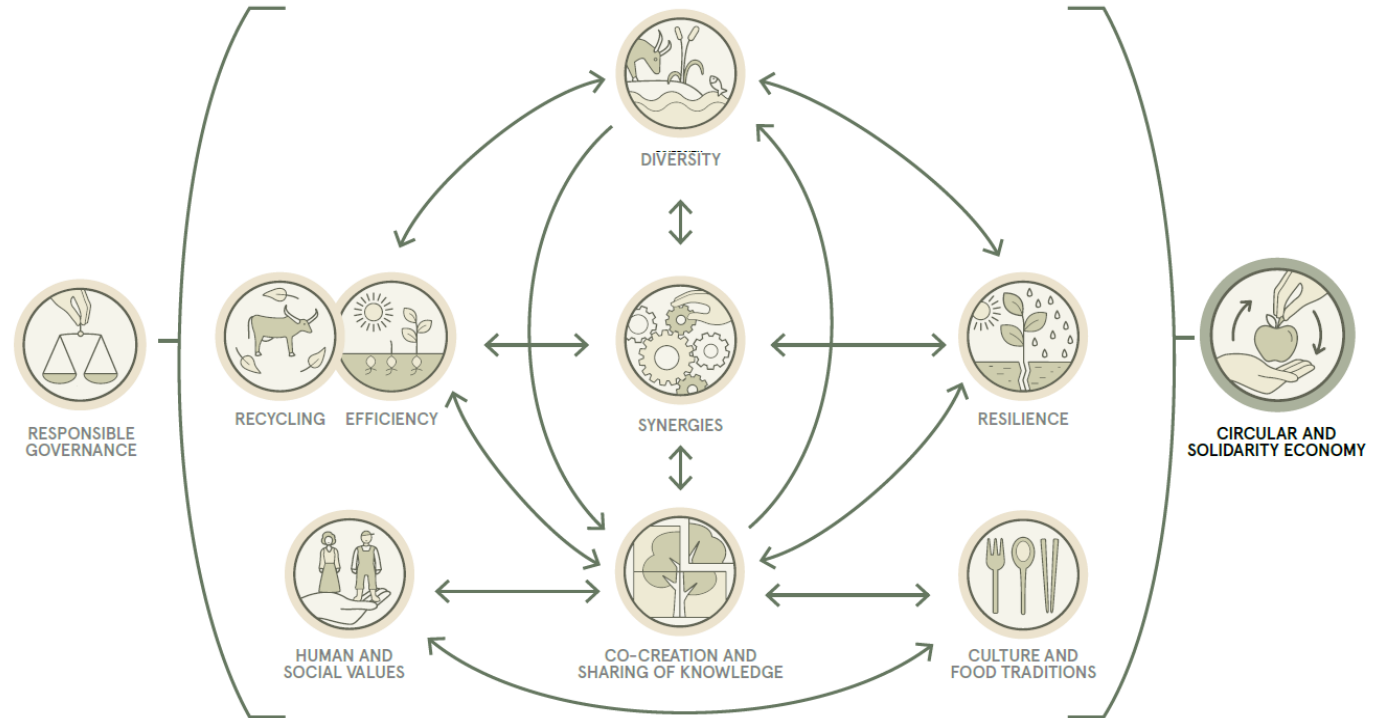 DIVERSITY
RECYCLING
EFFICIENCY
SYNERGIES
RESILIENCE
RESPONSIBLE
GOVERNANCE
CIRCULAR AND
SOLIDARITY ECONOMY
HUMAN AND
SOCIAL VALUES
CO-CREATION AND
SHARING OF KNOWLEDGE
CULTURE AND
FOOD TRADITIONS